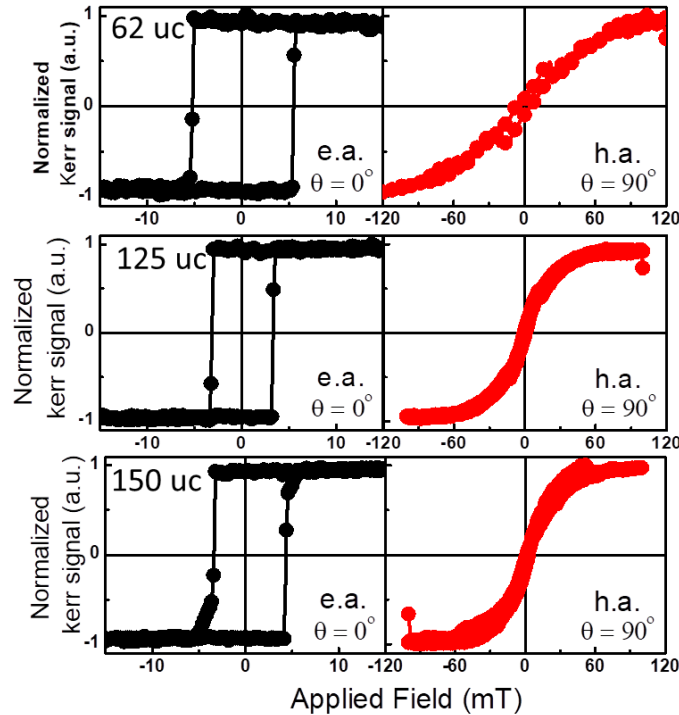 62 uc
Normalized
Kerr signal (a.u.)
1
0
-1
e.a.
θ = 0°
h.a.
θ = 90°
-10 0 10 -120 -60 0 60 120
125 uc
Normalized
kerr signal (a.u.)
1
0
-1
e.a.
θ = 0°
h.a.
θ = 90°
-10 0 10 -120 -60 0 60 120
150 uc
Normalized
kerr signal (a.u.)
1
0
-1
e.a.
θ = 0°
h.a.
θ = 90°
-10 0 10 -120 -60 0 60 120
Applied Field (mT)